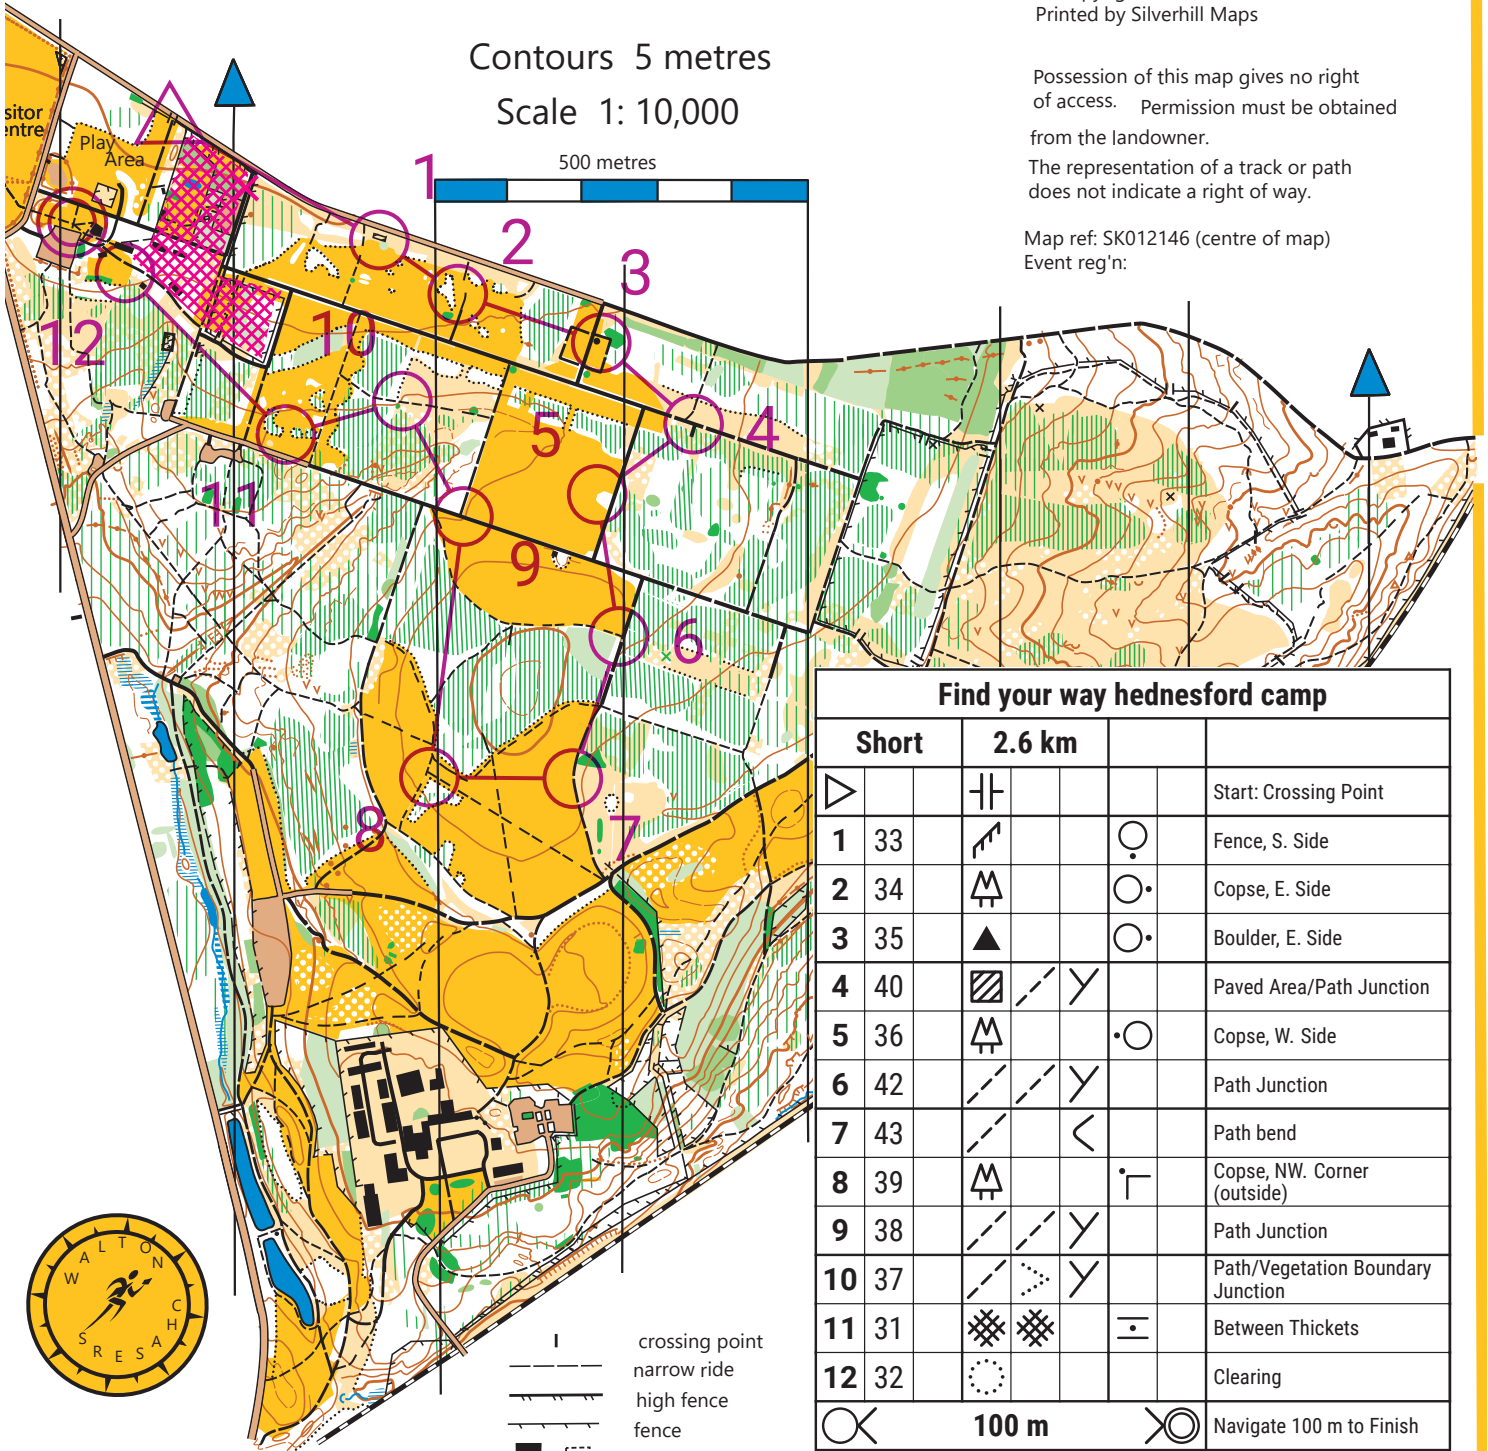 Printed by Silverhill Maps
Contours 5 metres
Scale 1: 10,000
500 metres
Possession of this map gives no right
of access. Permission must be obtained
from the landowner.
The representation of a track or path
does not indicate a right of way.
Map ref: SK012146 (centre of map)
Event reg'n:
Play
Area
1
2
3
4
5
6
7
8
9
10
11
12
Find your way hednesford camp
Short 2.6 km
Start: Crossing Point
1 33 Fence, S. Side
2 34 Copse, E. Side
3 35 Boulder, E. Side
4 40 Paved Area/Path Junction
5 36 Copse, W. Side
6 42 Path Junction
7 43 Path bend
8 39 Copse, NW. Corner
(outside)
9 38 Path Junction
10 37 Path/Vegetation Boundary
Junction
11 31 Between Thickets
12 32 Clearing
100 m Navigate 100 m to Finish
WALTON
CHASERS
crossing point
narrow ride
high fence
fence